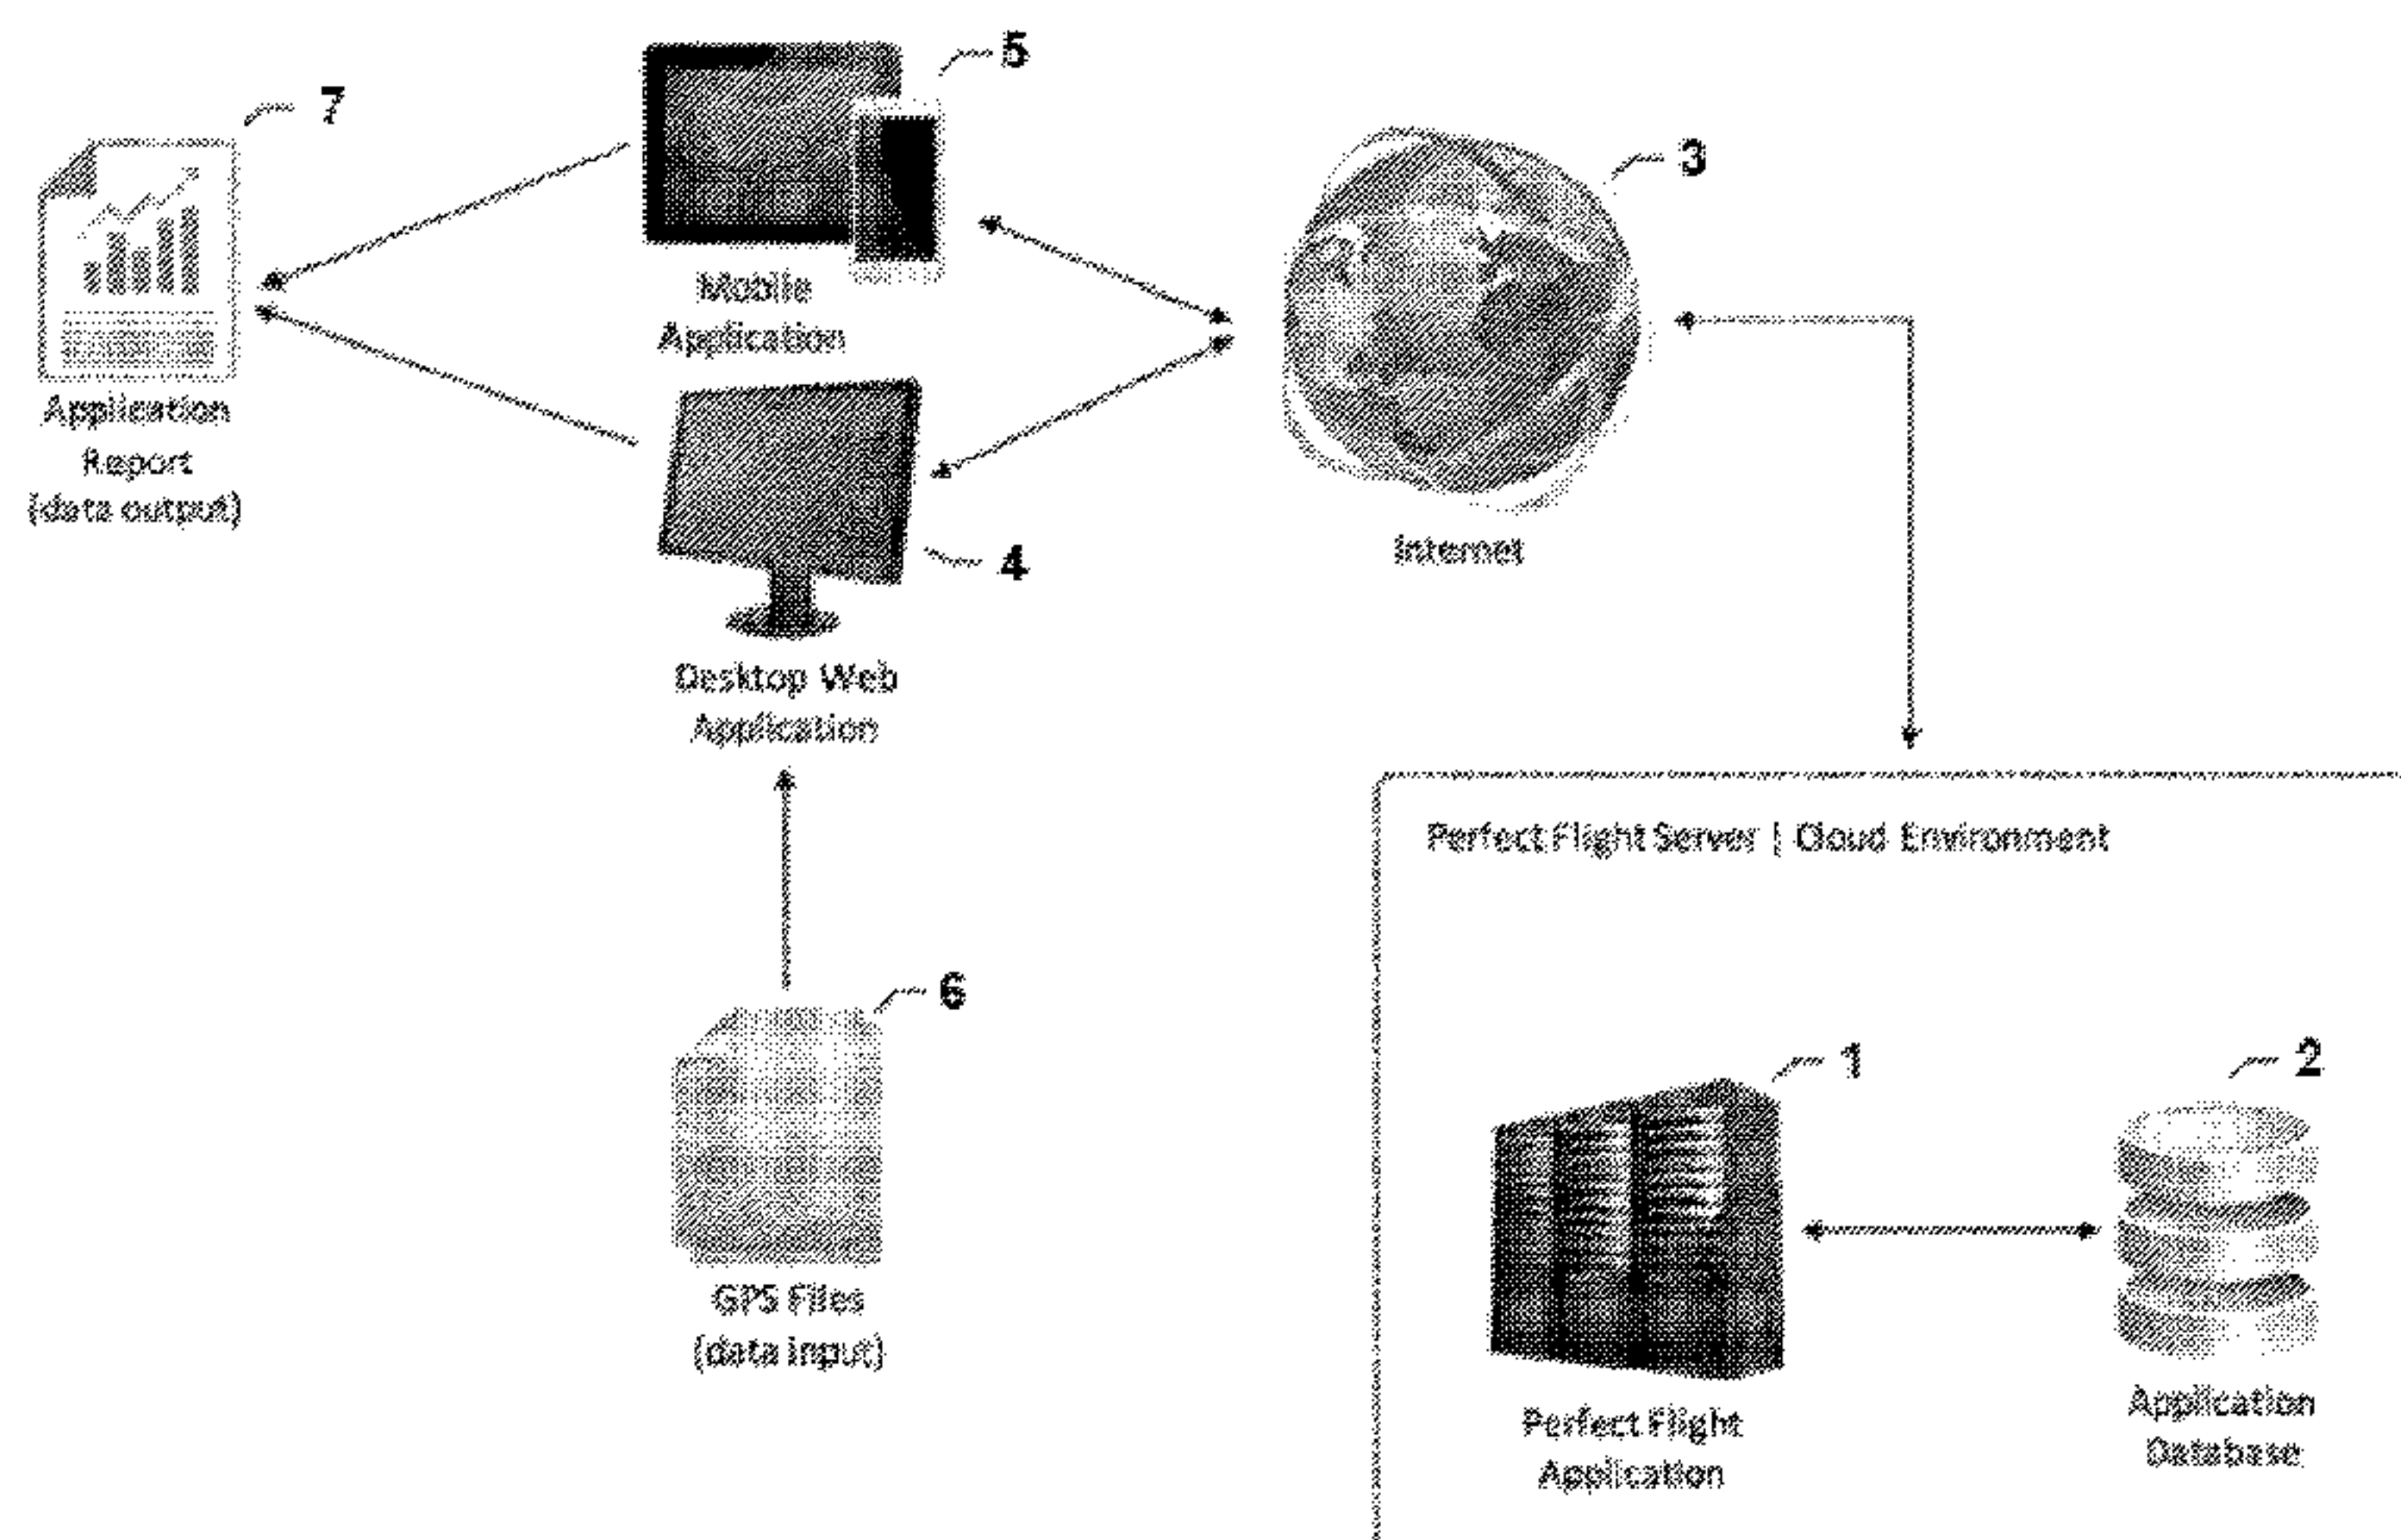 5
7
3
Mobile
Application
Application
Report
(data output)
4
Internet
Desktop Web
Application
Perfect Flight Server | Cloud Environment
6
1
2
GPS Files
(data input)
Perfect Flight
Application
Application
Database